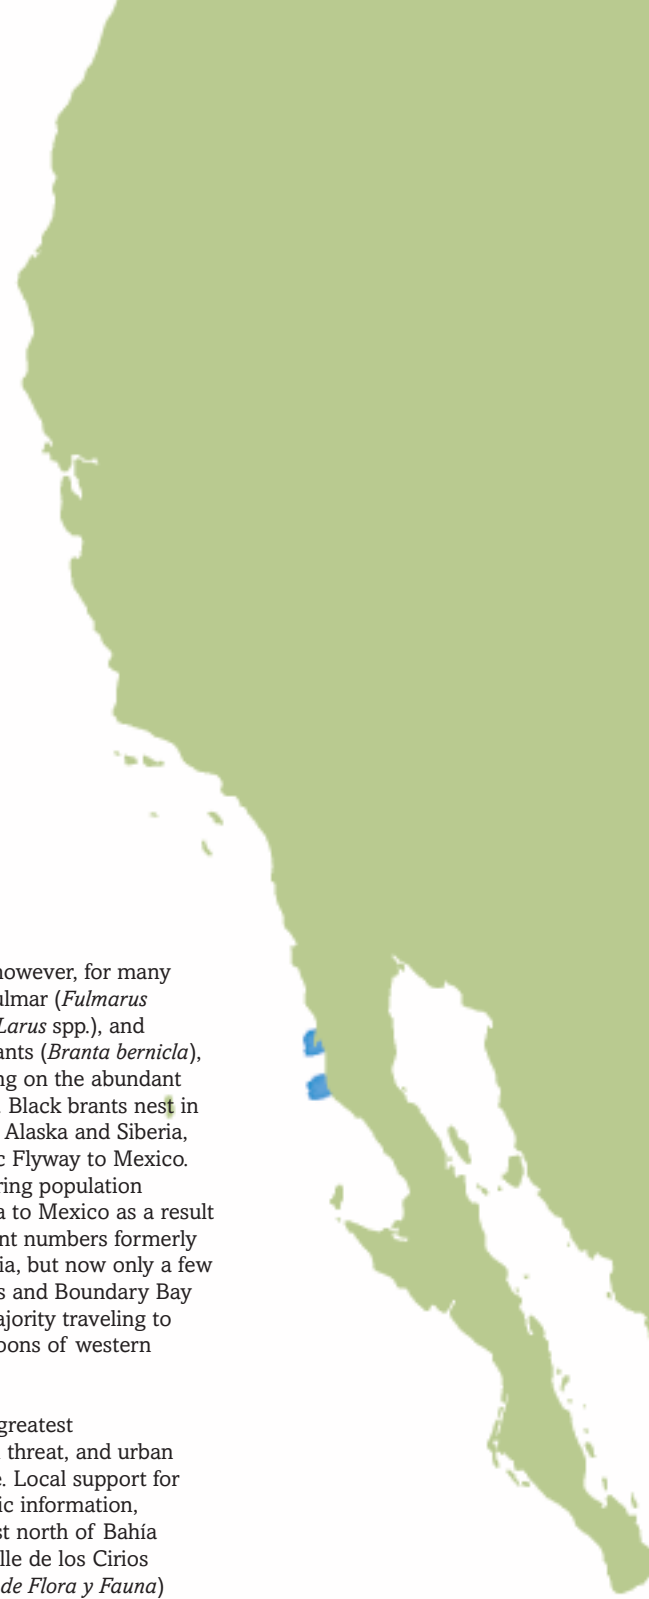 however, for many
ulmar (Fulmarus
Larus spp.), and
ants (Branta bernicla),
ng on the abundant
. Black brants nest in
Alaska and Siberia,
c Flyway to Mexico.
ring population
a to Mexico as a result
nt numbers formerly
ia, but now only a few
s and Boundary Bay
ajority traveling to
oons of western
greatest
threat, and urban
e. Local support for
ic information,
st north of Bahía
lle de los Cirios
de Flora y Fauna)